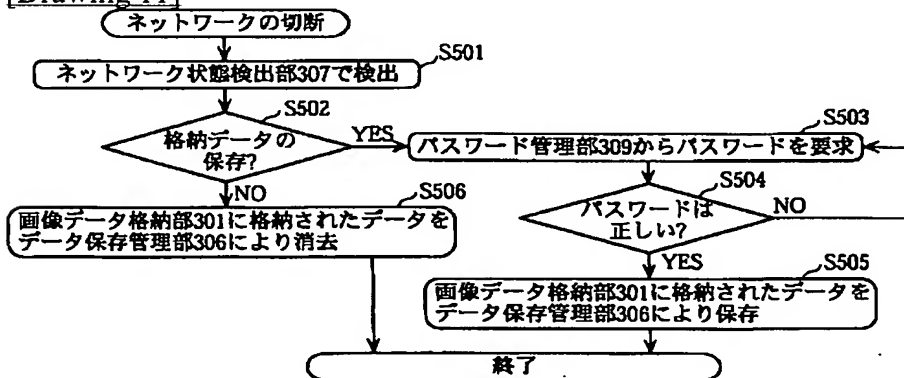 [Drawing 11]
ネットワークの切断
S501
ネットワーク状態検出部307で検出
S502
格納データの
保存?
YES
NO
S503
パスワード管理部309からパスワードを要求
S504
パスワードは
正しい?
NO
YES
S506
画像データ格納部301に格納されたデータを
データ保存管理部306により消去
S505
画像データ格納部301に格納されたデータを
データ保存管理部306により保存
終了